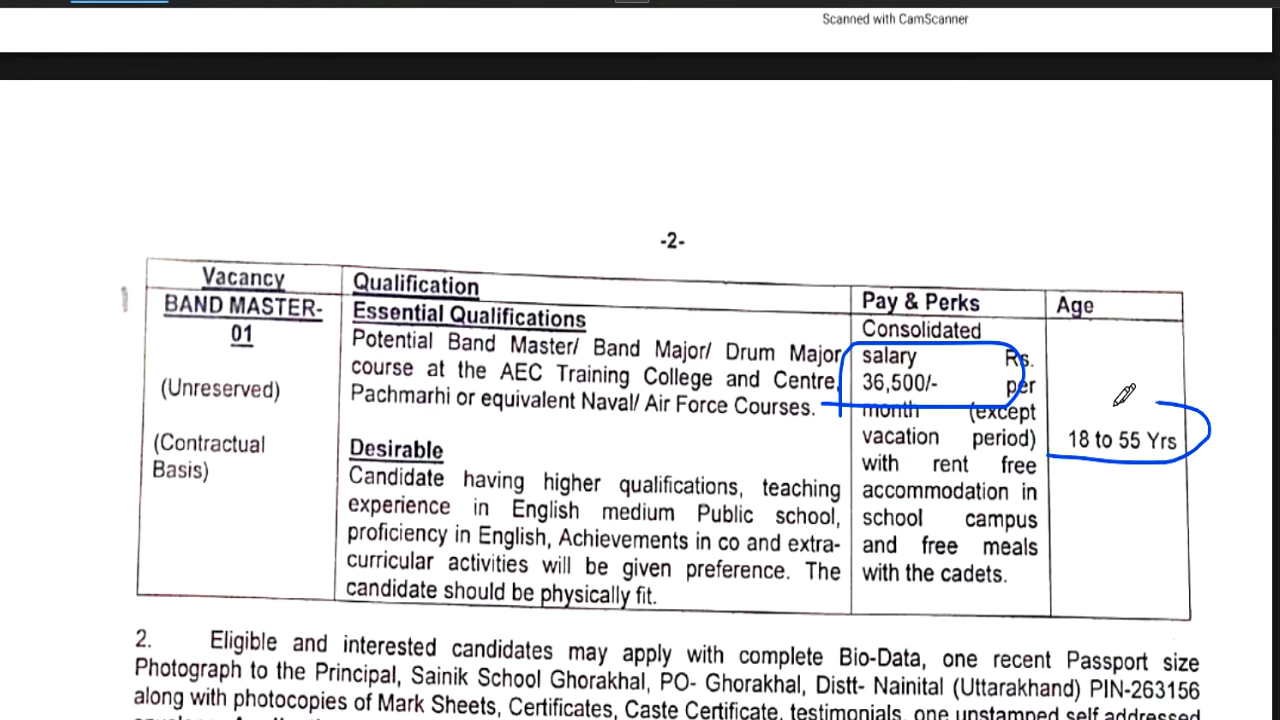 Scanned with CamScanner
-2-
Vacancy
BAND MASTER-
01
(Unreserved)
(Contractual
Basis)
Qualification
Essential Qualifications
Potential Band Master/ Band Major/ Drum Major
course at the AEC Training College and Centre,
Pachmarhi or equivalent Naval/ Air Force Courses.
Desirable
Candidate having higher qualifications, teaching
experience in English medium Public school,
proficiency in English, Achievements in co and extra-
curricular activities will be given preference. The
candidate should be physically fit.
Pay & Perks
Consolidated
salary Rs.
36,500/- per
month (except
vacation period)
with rent free
accommodation in
school campus
and free meals
with the cadets.
Age
18 to 55 Yrs
2. Eligible and interested candidates may apply with complete Bio-Data, one recent Passport size
Photograph to the Principal, Sainik School Ghorakhal, PO- Ghorakhal, Distt- Nainital (Uttarakhand) PIN-263156
along with photocopies of Mark Sheets, Certificates, Caste Certificate, testimonials, one unstamped self addressed